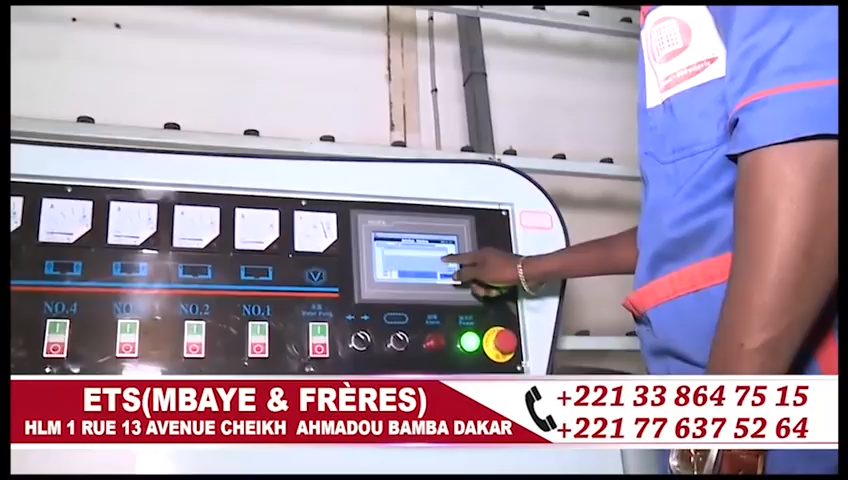 NO.4
NO.2
NO.1
ETS(MBAYE & FRÈRES)
HLM 1 RUE 13 AVENUE CHEIKH AHMADOU BAMBA DAKAR
+221 33 864 75 15
+221 77 637 52 64